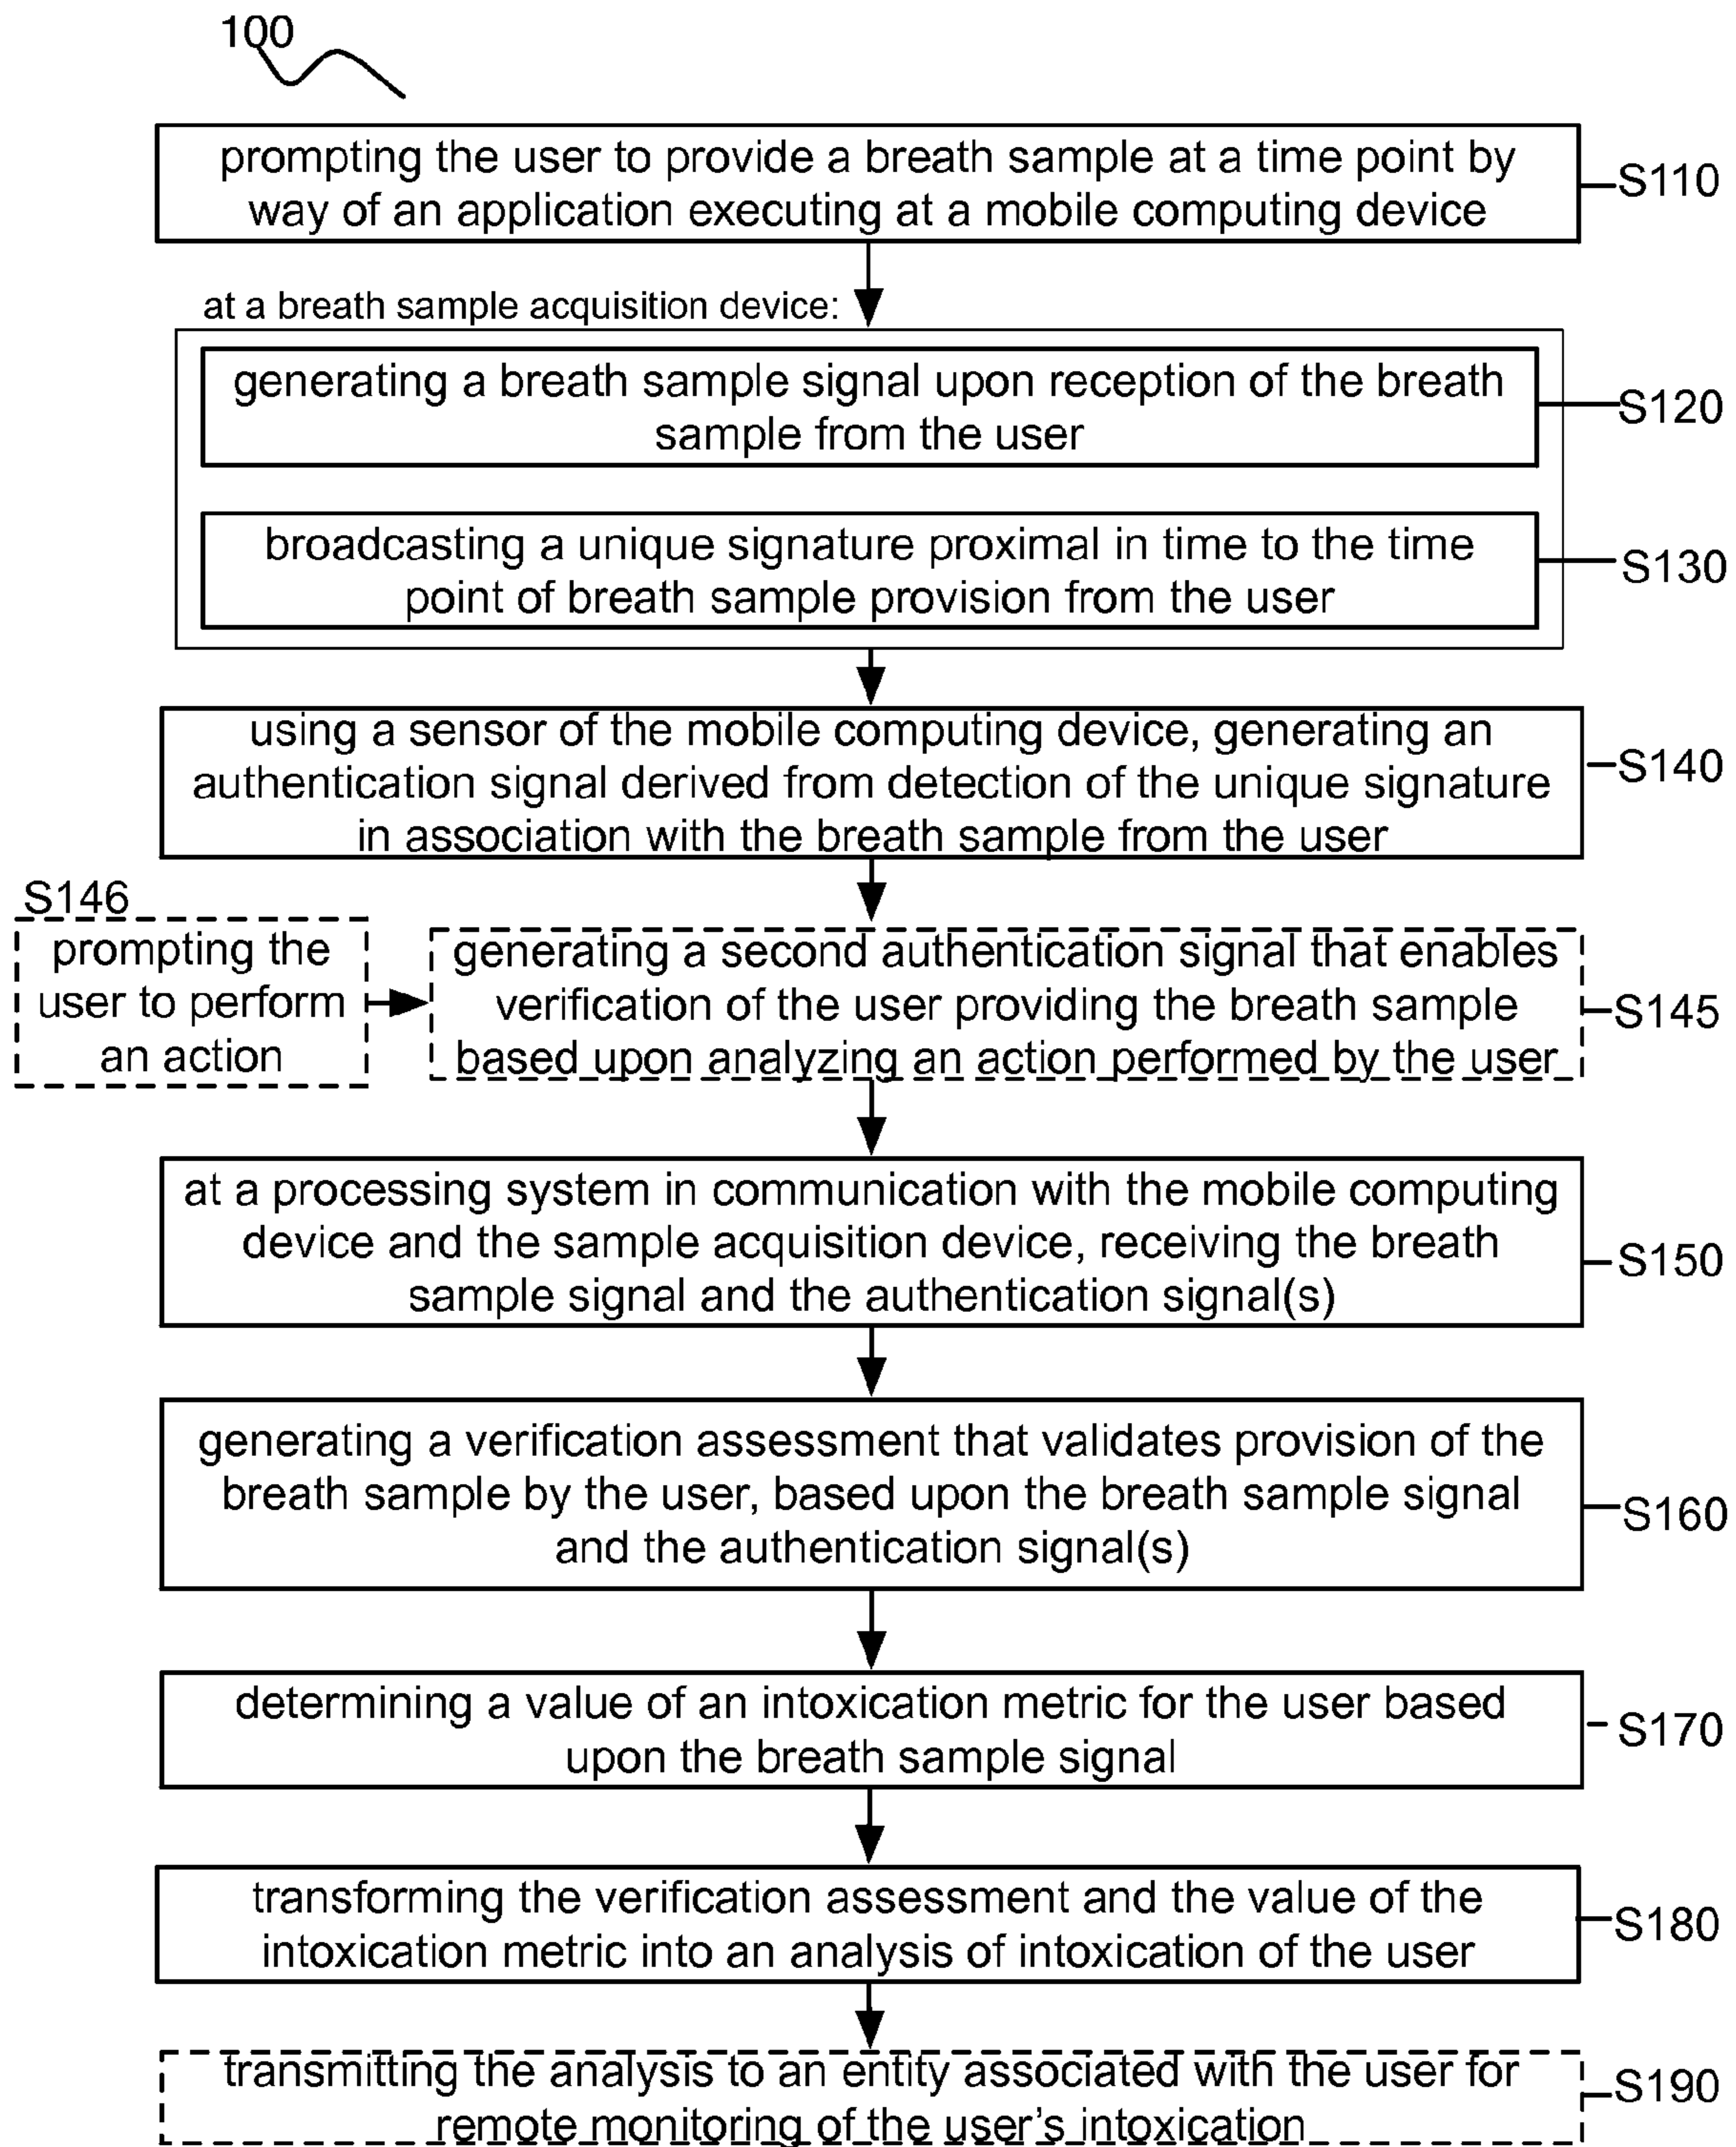 100
prompting the user to provide a breath sample at a time point by
way of an application executing at a mobile computing device
S110
at a breath sample acquisition device:
generating a breath sample signal upon reception of the breath
sample from the user
S120
broadcasting a unique signature proximal in time to the time
point of breath sample provision from the user
S130
using a sensor of the mobile computing device, generating an
authentication signal derived from detection of the unique signature
in association with the breath sample from the user
S140
S146
prompting the
user to perform
an action
generating a second authentication signal that enables
verification of the user providing the breath sample
based upon analyzing an action performed by the user
S145
at a processing system in communication with the mobile computing
device and the sample acquisition device, receiving the breath
sample signal and the authentication signal(s)
S150
generating a verification assessment that validates provision of the
breath sample by the user, based upon the breath sample signal
and the authentication signal(s)
S160
determining a value of an intoxication metric for the user based
upon the breath sample signal
S170
transforming the verification assessment and the value of the
intoxication metric into an analysis of intoxication of the user
S180
transmitting the analysis to an entity associated with the user for
remote monitoring of the user's intoxication
S190